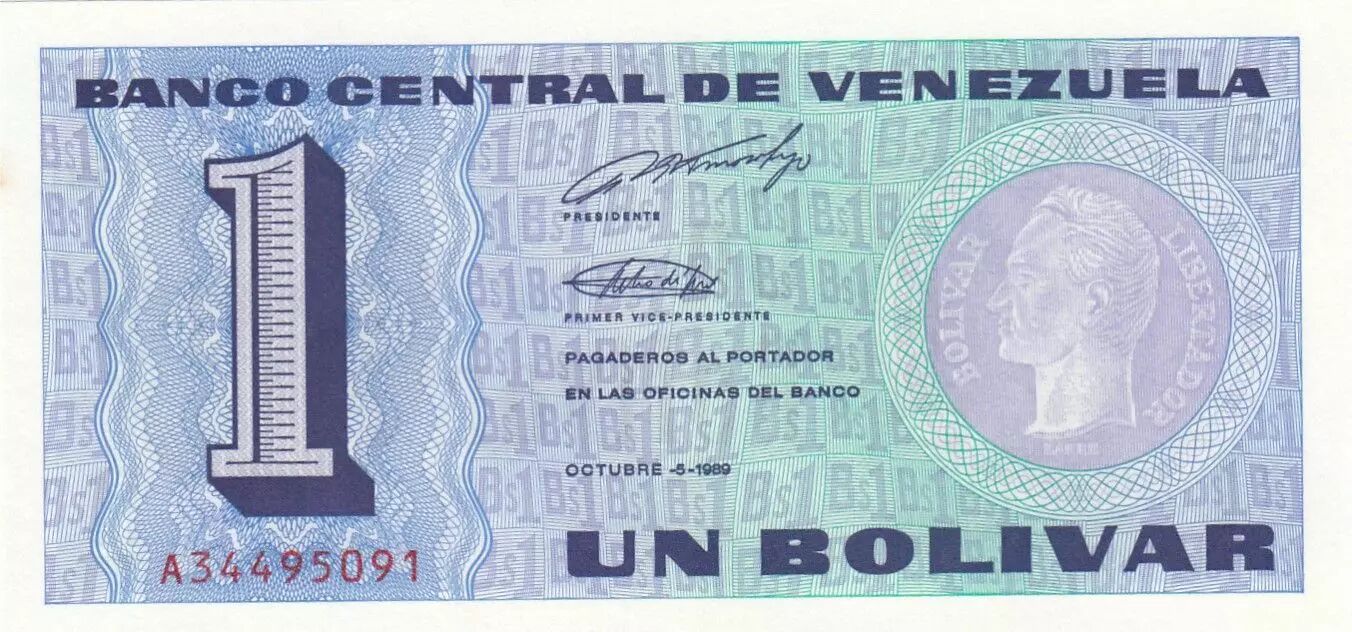 BANCO CENTRAL DE VENEZUELA
1
PRESIDENTE
PRIMER VICE-PRESIDENTE
PAGADEROS AL PORTADOR
EN LAS OFICINAS DEL BANCO
OCTUBRE -5-1989
BOLIVAR LIBERTADOR
A34495091
UN BOLIVAR